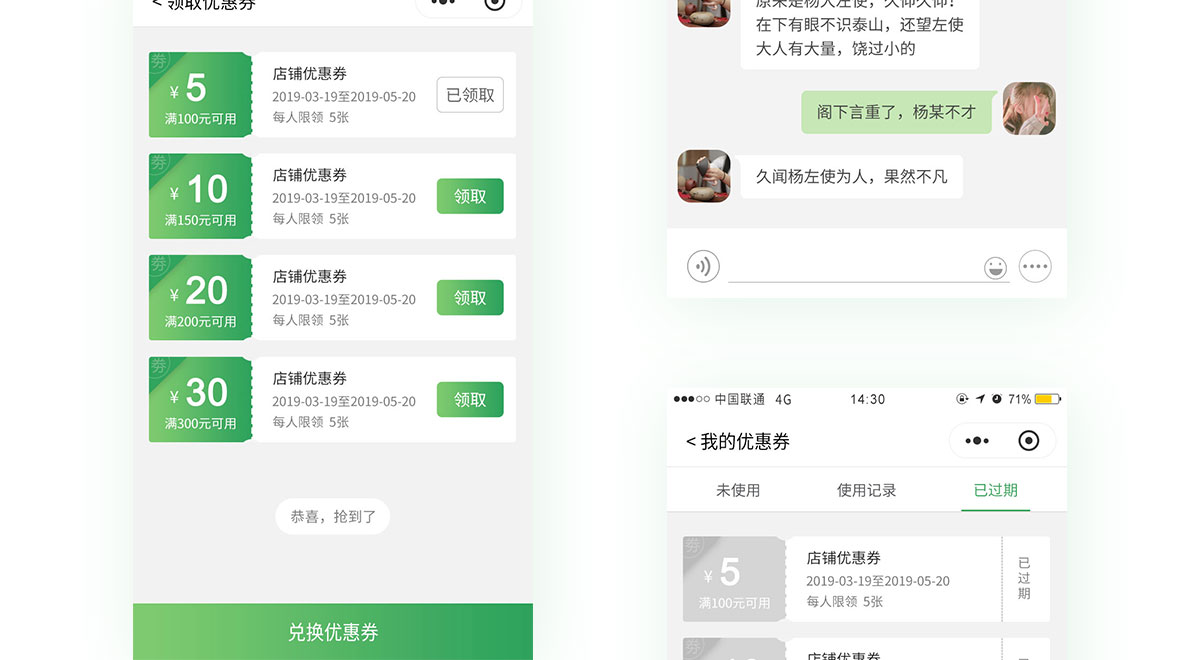 < 领取优惠券
券
¥ 5
满100元可用
店铺优惠券
2019-03-19至2019-05-20
每人限领 5张
已领取
券
¥ 10
满150元可用
店铺优惠券
2019-03-19至2019-05-20
每人限领 5张
领取
券
¥ 20
满200元可用
店铺优惠券
2019-03-19至2019-05-20
每人限领 5张
领取
券
¥ 30
满300元可用
店铺优惠券
2019-03-19至2019-05-20
每人限领 5张
领取
恭喜，抢到了
兑换优惠券
原来是杨大左使，久仰久仰！
在下有眼不识泰山，还望左使
大人有大量，饶过小的
阁下言重了，杨某不才
久闻杨左使为人，果然不凡
中国联通 4G
14:30
71%
< 我的优惠券
未使用
使用记录
已过期
券
¥ 5
满100元可用
店铺优惠券
2019-03-19至2019-05-20
每人限领 5张
已过期
券
店铺优惠券